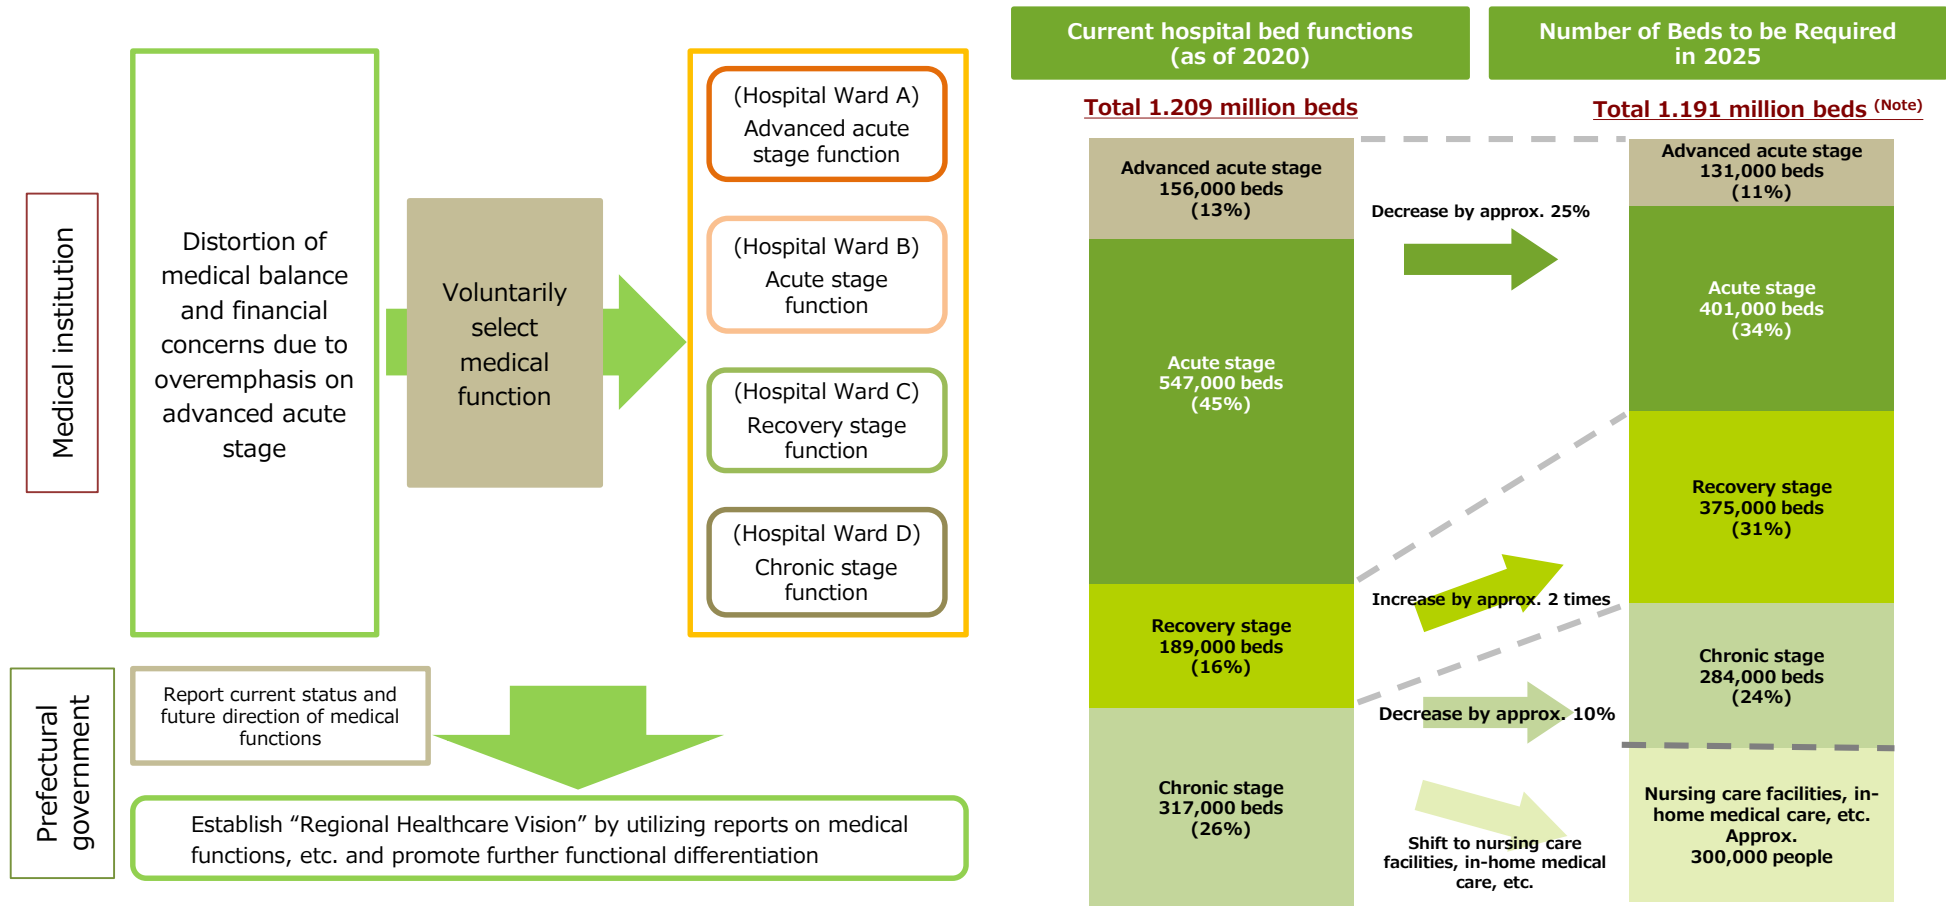 Medical institution
Distortion of
medical balance
and financial
concerns due to
overemphasis on
advanced acute
stage
Voluntarily
select
medical
function
(Hospital Ward A)
Advanced acute
stage function
(Hospital Ward B)
Acute stage
function
(Hospital Ward C)
Recovery stage
function
(Hospital Ward D)
Chronic stage
function
Prefectural
government
Report current status and
future direction of medical
functions
Establish “Regional Healthcare Vision” by utilizing reports on medical
functions, etc. and promote further functional differentiation
Current hospital bed functions
(as of 2020)
Total 1.209 million beds
Advanced acute stage
156,000 beds
(13%)
Acute stage
547,000 beds
(45%)
Recovery stage
189,000 beds
(16%)
Chronic stage
317,000 beds
(26%)
Decrease by approx. 25%
Increase by approx. 2 times
Decrease by approx. 10%
Shift to nursing care
facilities, in-home medical
care, etc.
Number of Beds to be Required
in 2025
Total 1.191 million beds (Note)
Advanced acute stage
131,000 beds
(11%)
Acute stage
401,000 beds
(34%)
Recovery stage
375,000 beds
(31%)
Chronic stage
284,000 beds
(24%)
Nursing care facilities, in-
home medical care, etc.
Approx.
300,000 people